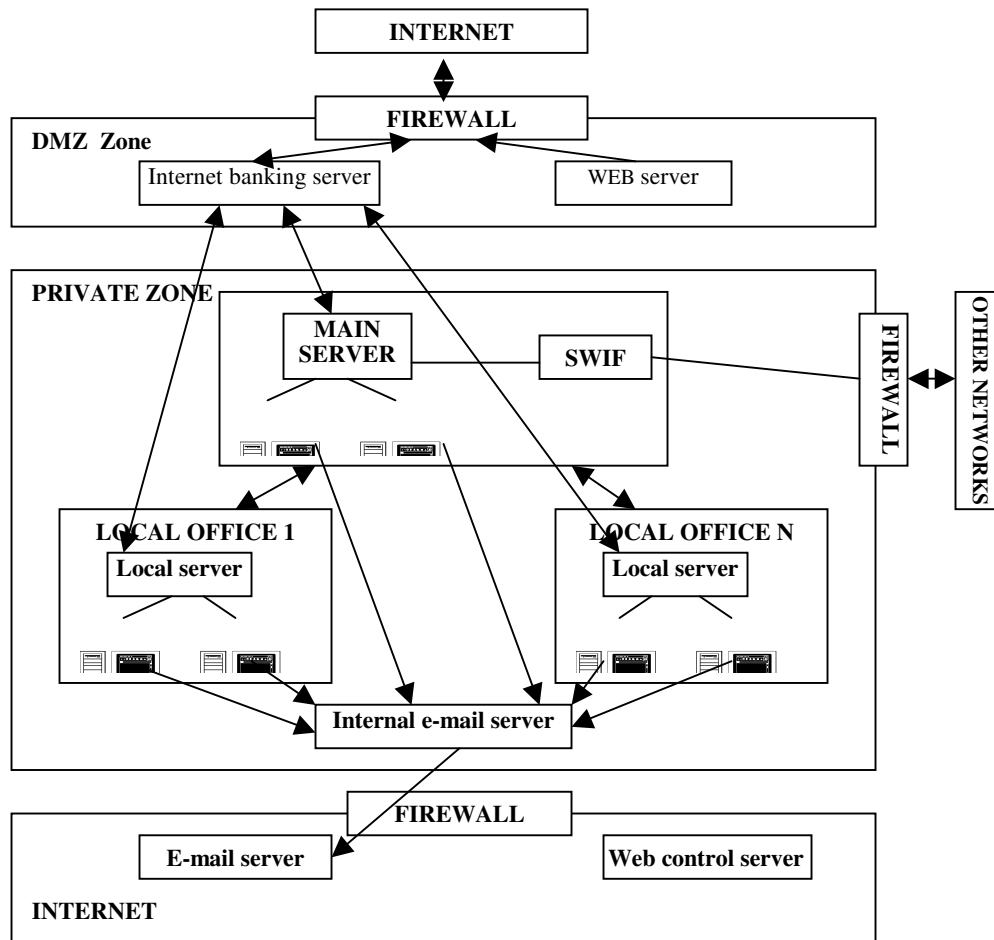 INTERNET
FIREWALL
DMZ Zone
Internet banking server
WEB server
PRIVATE ZONE
MAIN
SERVER
SWIF
FIREWALL
OTHER NETWORKS
LOCAL OFFICE 1
LOCAL OFFICE N
Local server
Local server
Internal e-mail server
FIREWALL
E-mail server
Web control server
INTERNET